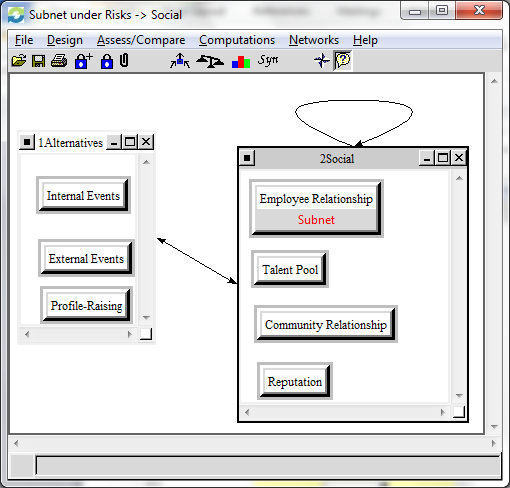 Subnet under Risks -> Social
File Design Assess/Compare Computations Networks Help
Syn
1Alternatives
Internal Events
External Events
Profile-Raising
2Social
Employee Relationship
Subnet
Talent Pool
Community Relationship
Reputation